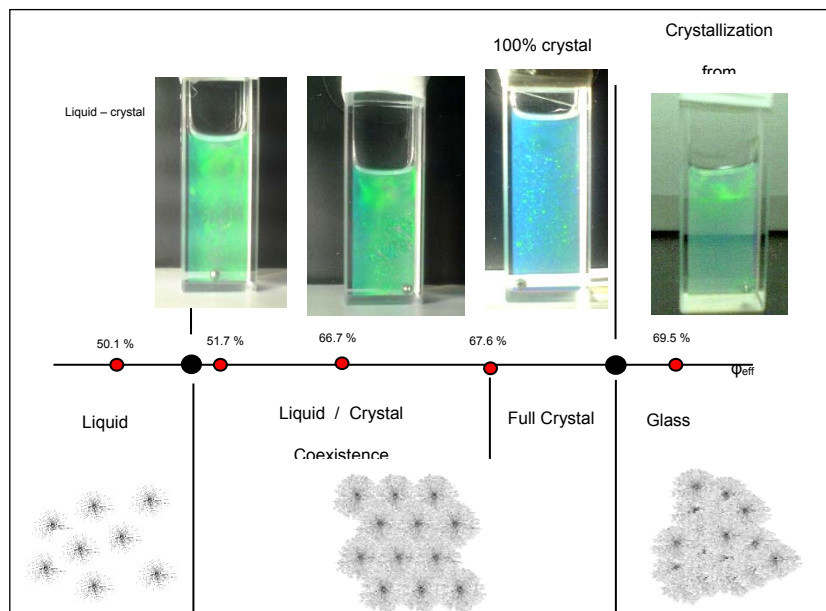 100% crystal
Crystallization
from
Liquid – crystal
50.1 %
51.7 %
66.7 %
67.6 %
69.5 %
φeff
Liquid
Liquid / Crystal
Coexistence
Full Crystal
Glass